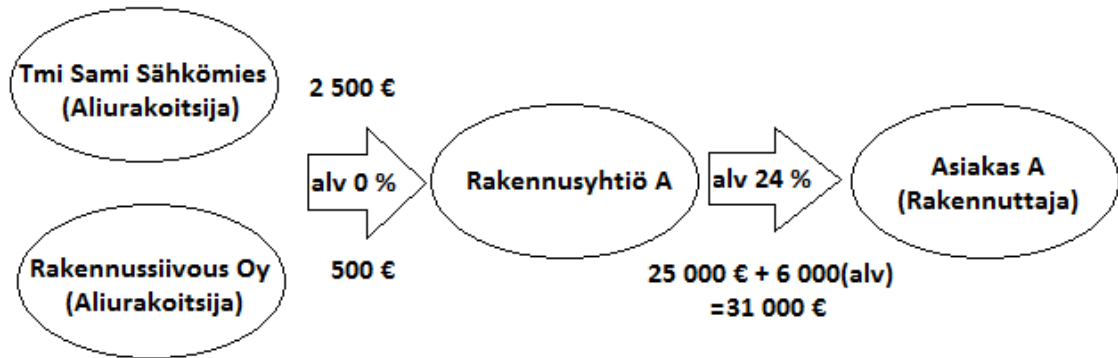 Tmi Sami Sähkömies
(Aliurakoitsija)
2 500 €
alv 0 %
Rakennusyhtiö A
alv 24 %
Asiakas A
(Rakennuttaja)
Rakennussiivous Oy
(Aliurakoitsija)
500 €
25 000 € + 6 000(alv)
=31 000 €